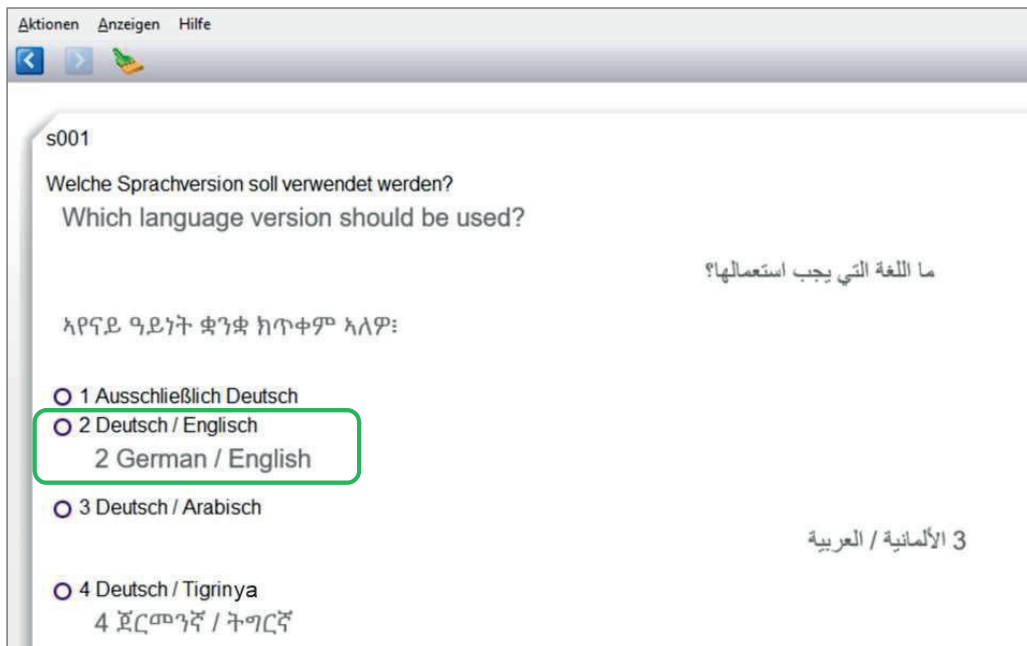 Aktionen Anzeigen Hilfe
s001
Welche Sprachversion soll verwendet werden?
Which language version should be used?
ما اللغة التي يجب استعمالها؟
ኣየናይ ዓይነት ቋንቋ ክጥቀም ኣለዎ፧
1 Ausschließlich Deutsch
2 Deutsch / Englisch
2 German / English
3 Deutsch / Arabisch
3 الألمانية / العربية
4 Deutsch / Tigrinya
4 ጀርመንኛ / ትግርኛ